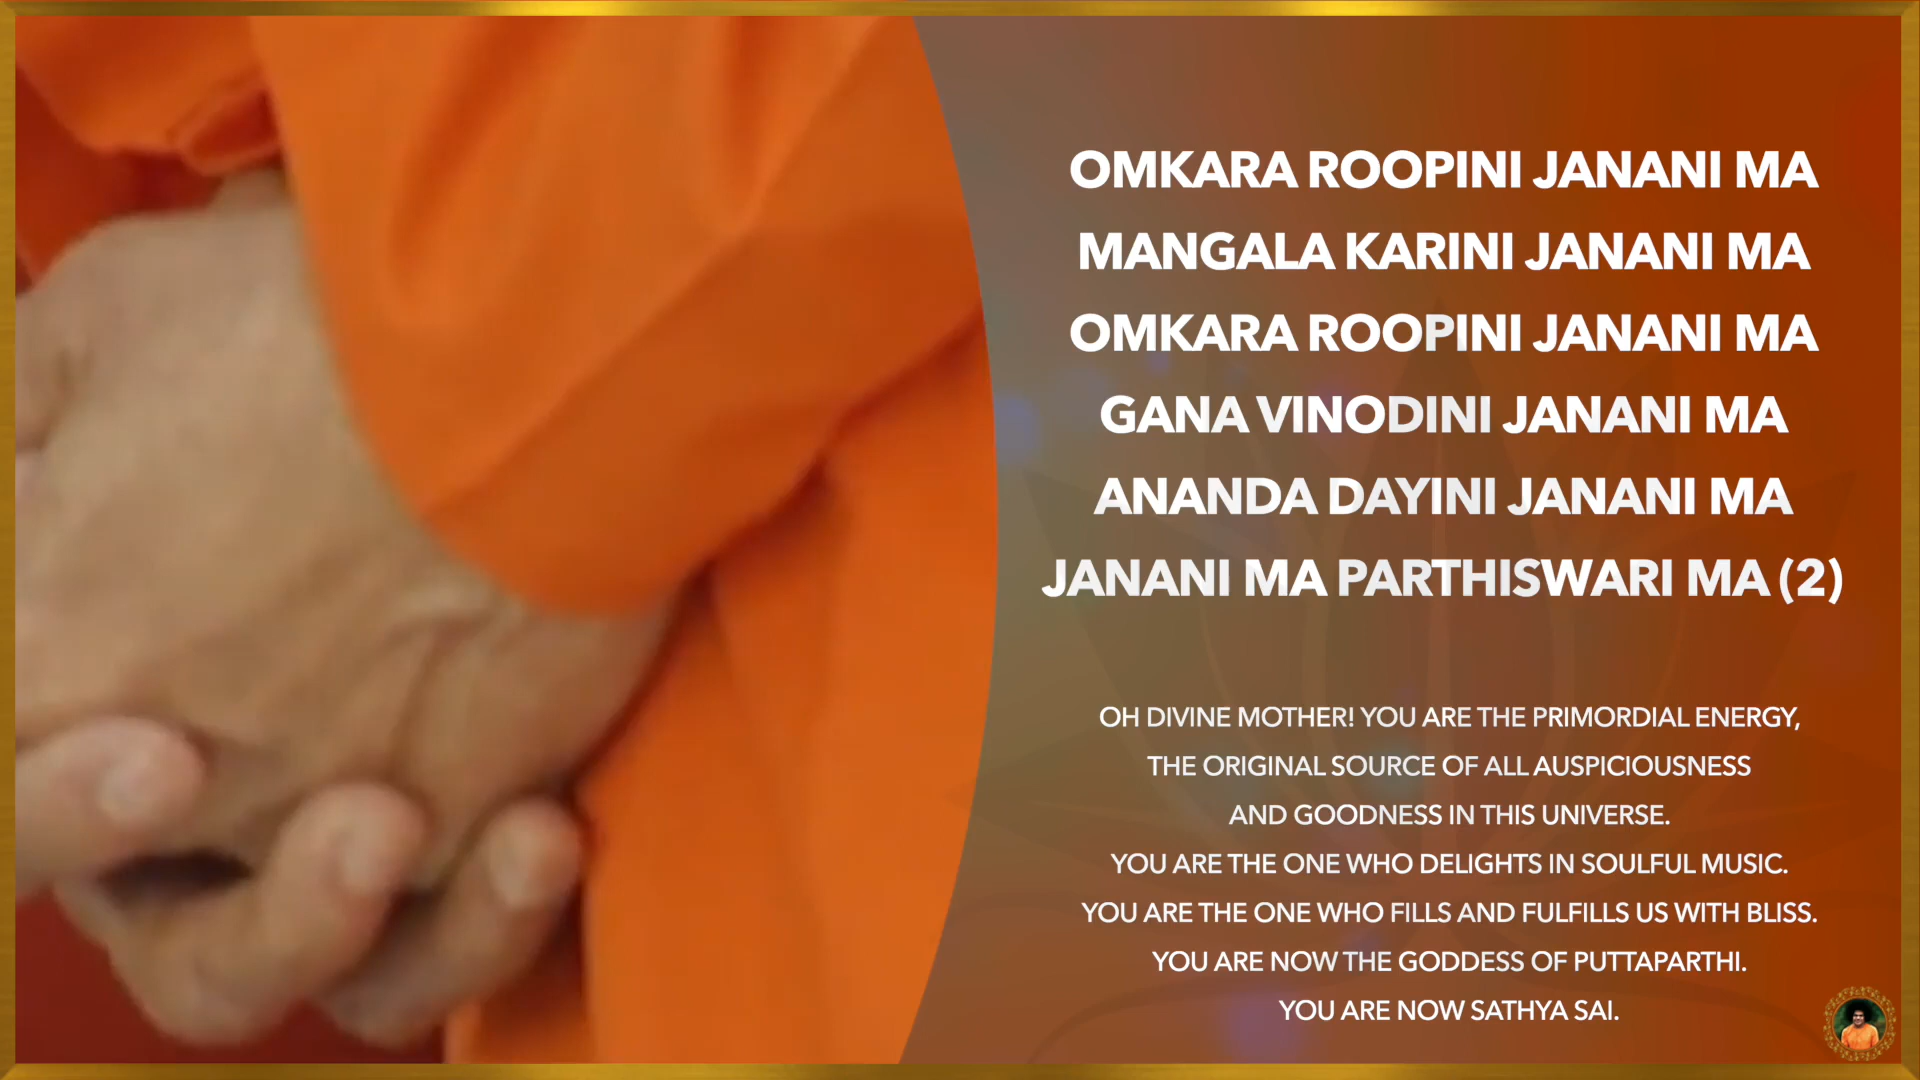 OMKARA ROOPINI JANANI MA
MANGALA KARINI JANANI MA
OMKARA ROOPINI JANANI MA
GANA VINODINI JANANI MA
ANANDA DAYINI JANANI MA
JANANI MA PARTHISWARI MA (2)
OH DIVINE MOTHER! YOU ARE THE PRIMORDIAL ENERGY,
THE ORIGINAL SOURCE OF ALL AUSPICIOUSNESS
AND GOODNESS IN THIS UNIVERSE.
YOU ARE THE ONE WHO DELIGHTS IN SOULFUL MUSIC.
YOU ARE THE ONE WHO FILLS AND FULFILLS US WITH BLISS.
YOU ARE NOW THE GODDESS OF PUTTAPARTHI.
YOU ARE NOW SATHYA SAI.